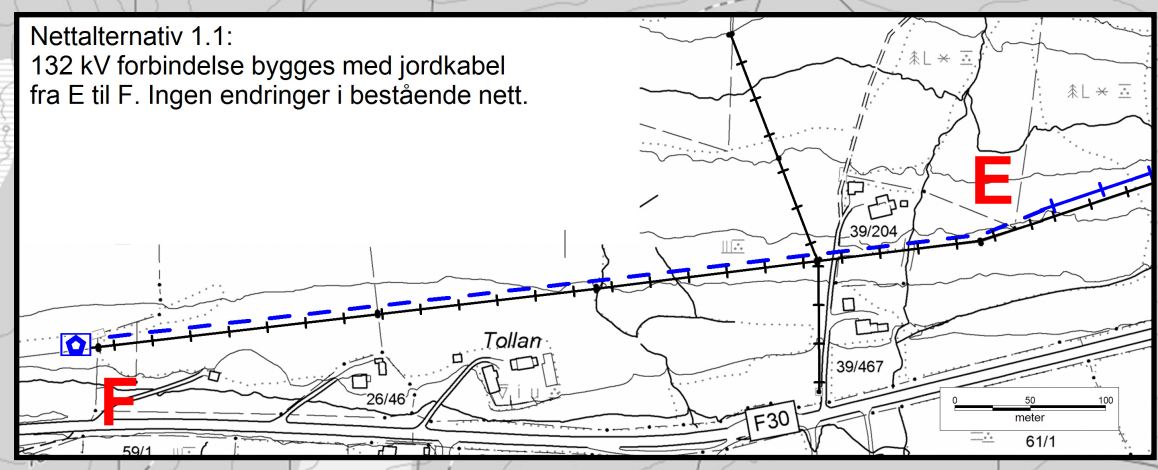 Nettalternativ 1.1:
132 kV forbindelse bygges med jordkabel
fra E til F. Ingen endringer i bestående nett.
L
L
E
39/204
Tollan
39/467
F
26/46
F30
0 50 100
meter
59/1
61/1